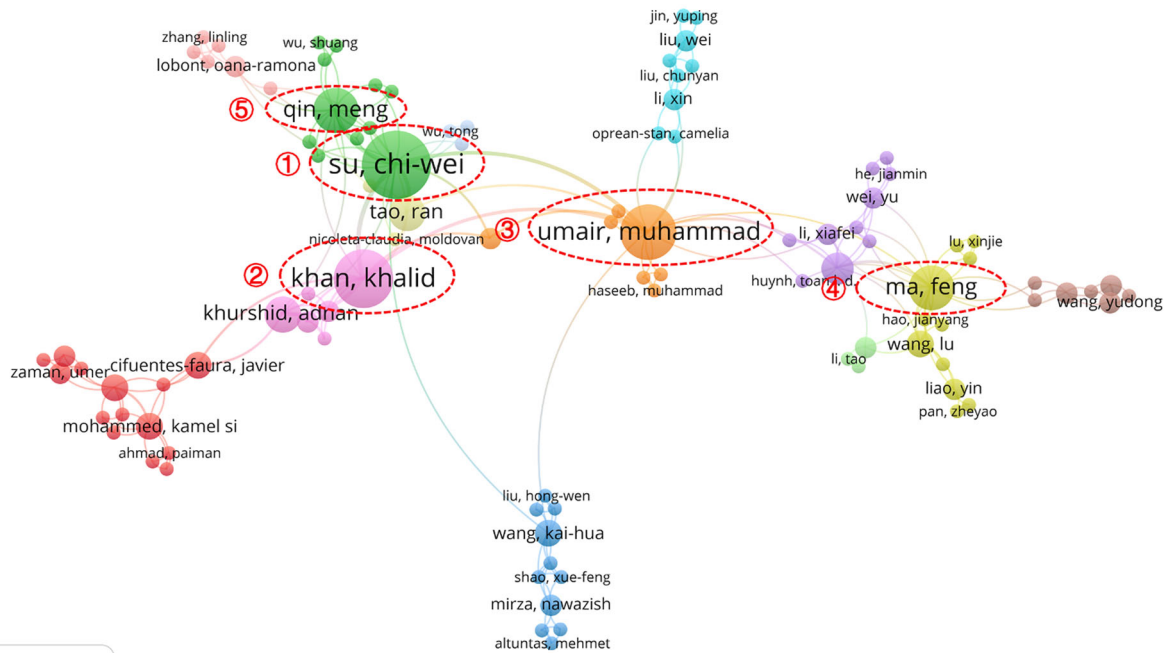 jin, yuping
liu, wei
zhang, linling
wu, shuang
lobont, oana-ramona
liu, chunyan
li, xin
⑤
qin, meng
wu, tong
oprean-stan, camelia
①
su, chi-wei
he, jianmin
wei, yu
tao, ran
③
umair, muhammad
li, xiafei
nicoleta-claudia, moldovan
lu, xinjie
②
khan, khalid
haseeb, muhammad
huynh, toan l.d.
④
ma, feng
wang, yudong
khurshid, adnan
hao, jianyang
wang, lu
li, tao
zaman, umer
cifuentes-faura, javier
liao, yin
pan, zheyao
mohammed, kamel si
ahmad, paiman
liu, hong-wen
wang, kai-hua
shao, xue-feng
mirza, nawazish
altuntas, mehmet